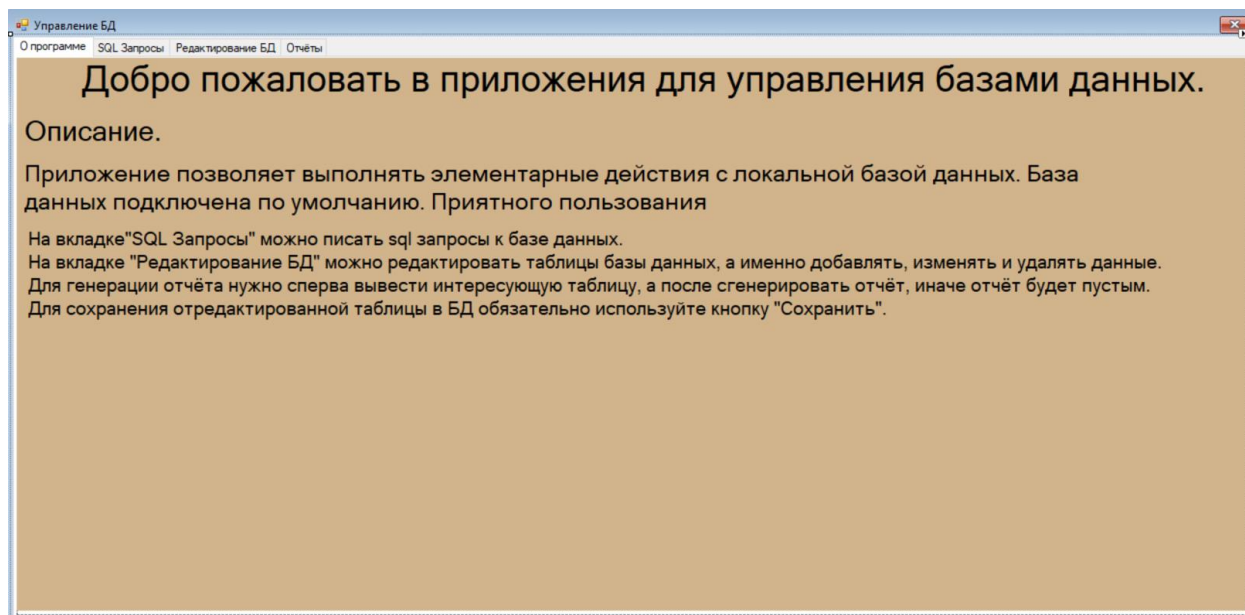 Управление БД
О программе SQL Запросы Редактирование БД Отчёты
Добро пожаловать в приложения для управления базами данных.
Описание.
Приложение позволяет выполнять элементарные действия с локальной базой данных. База
данных подключена по умолчанию. Приятного пользования
На вкладке"SQL Запросы" можно писать sql запросы к базе данных.
На вкладке "Редактирование БД" можно редактировать таблицы базы данных, а именно добавлять, изменять и удалять данные.
Для генерации отчёта нужно сперва вывести интересующую таблицу, а после сгенерировать отчёт, иначе отчёт будет пустым.
Для сохранения отредактированной таблицы в БД обязательно используйте кнопку "Сохранить".